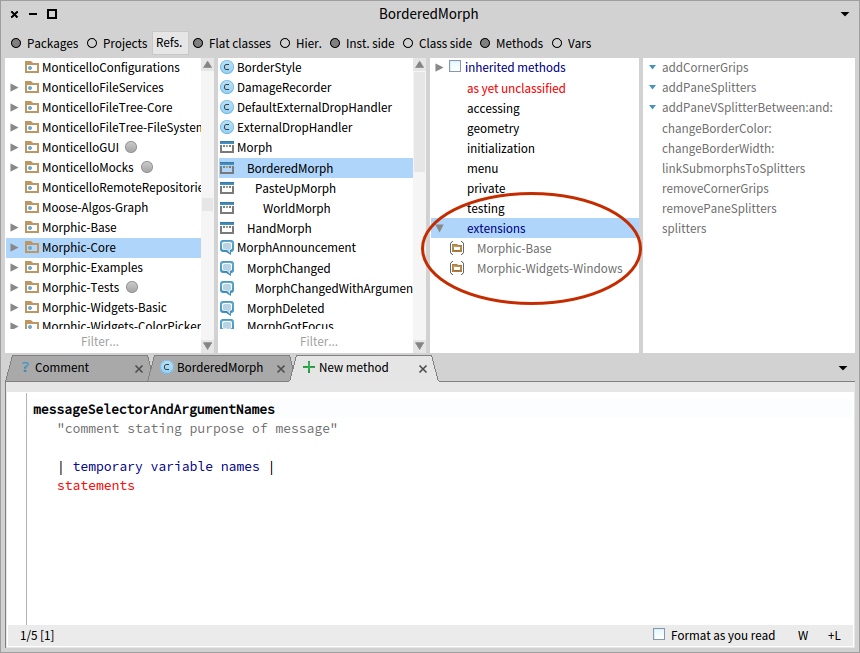 BorderedMorph
Packages Projects Refs. Flat classes Hier. Inst. side Class side Methods Vars
MonticelloConfigurations
MonticelloFileServices
MonticelloFileTree-Core
MonticelloFileTree-FileSystem
MonticelloGUI
MonticelloMocks
MonticelloRemoteRepositorie
Moose-Algos-Graph
Morphic-Base
Morphic-Core
Morphic-Examples
Morphic-Tests
Morphic-Widgets-Basic
Morphic-Widgets-ColorPicker
Filter...
C BorderStyle
C DamageRecorder
C DefaultExternalDropHandler
C ExternalDropHandler
Morph
BorderedMorph
PasteUpMorph
WorldMorph
HandMorph
MorphAnnouncement
MorphChanged
MorphChangedWithArgumen
MorphDeleted
MorphGotFocus
Filter...
inherited methods
as yet unclassified
accessing
geometry
initialization
menu
private
testing
extensions
Morphic-Base
Morphic-Widgets-Windows
addCornerGrips
addPaneSplitters
addPaneVSplitterBetween:and:
changeBorderColor:
changeBorderWidth:
linkSubmorphsToSplitters
removeCornerGrips
removePaneSplitters
splitters
? Comment C BorderedMorph New method
messageSelectorAndArgumentNames
"comment stating purpose of message"
| temporary variable names |
statements
1/5 [1] Format as you read W +L